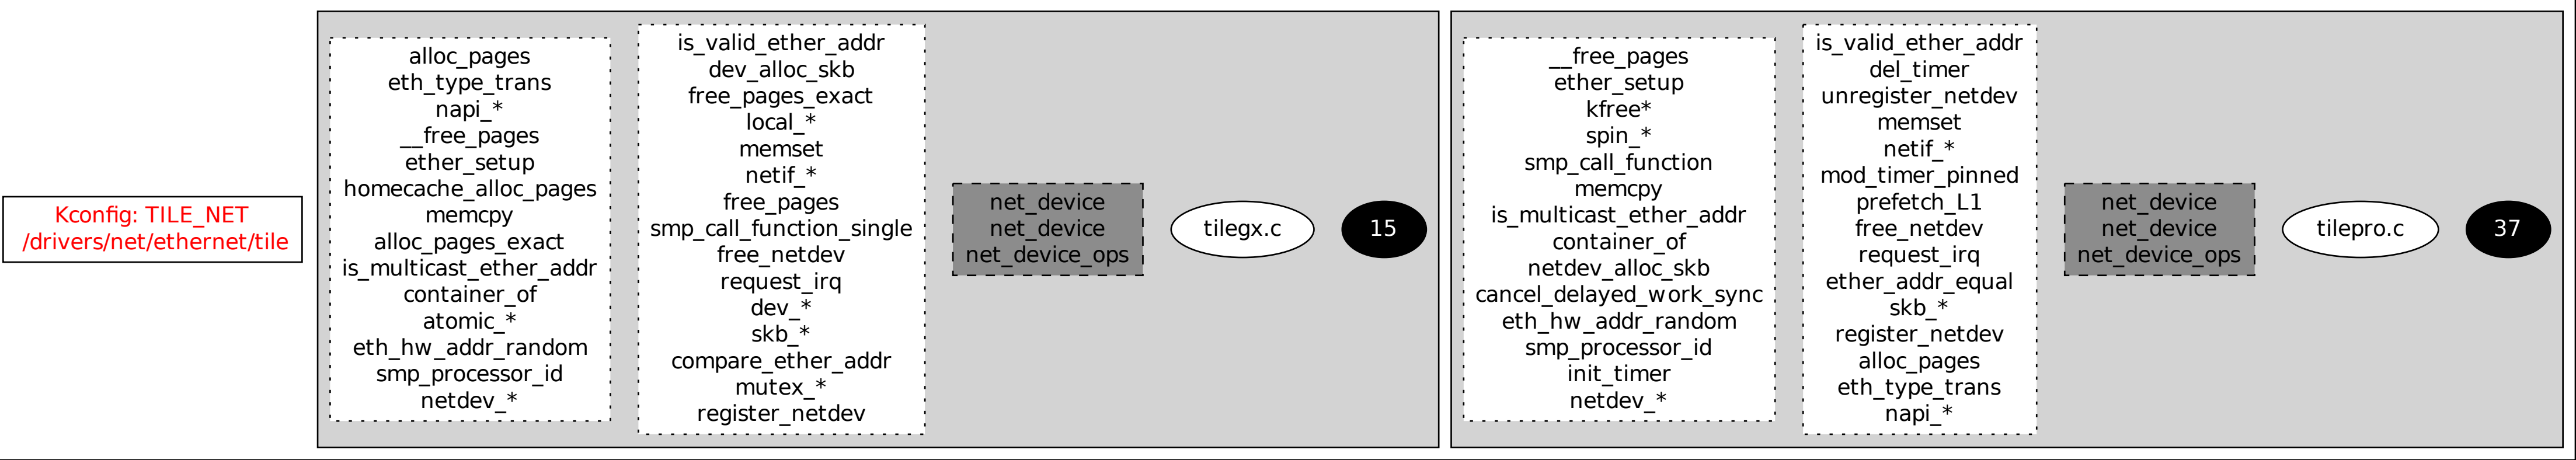 Kconfig: TILE_NET
/drivers/net/ethernet/tile
alloc_pages
eth_type_trans
napi_*
__free_pages
ether_setup
homecache_alloc_pages
memcpy
alloc_pages_exact
is_multicast_ether_addr
container_of
atomic_*
eth_hw_addr_random
smp_processor_id
netdev_*
is_valid_ether_addr
dev_alloc_skb
free_pages_exact
local_*
memset
netif_*
free_pages
smp_call_function_single
free_netdev
request_irq
dev_*
skb_*
compare_ether_addr
mutex_*
register_netdev
net_device
net_device
net_device_ops
tilegx.c
15
__free_pages
ether_setup
kfree*
spin_*
smp_call_function
memcpy
is_multicast_ether_addr
container_of
netdev_alloc_skb
cancel_delayed_work_sync
eth_hw_addr_random
smp_processor_id
init_timer
netdev_*
is_valid_ether_addr
del_timer
unregister_netdev
memset
netif_*
mod_timer_pinned
prefetch_L1
free_netdev
request_irq
ether_addr_equal
skb_*
register_netdev
alloc_pages
eth_type_trans
napi_*
net_device
net_device
net_device_ops
tilepro.c
37